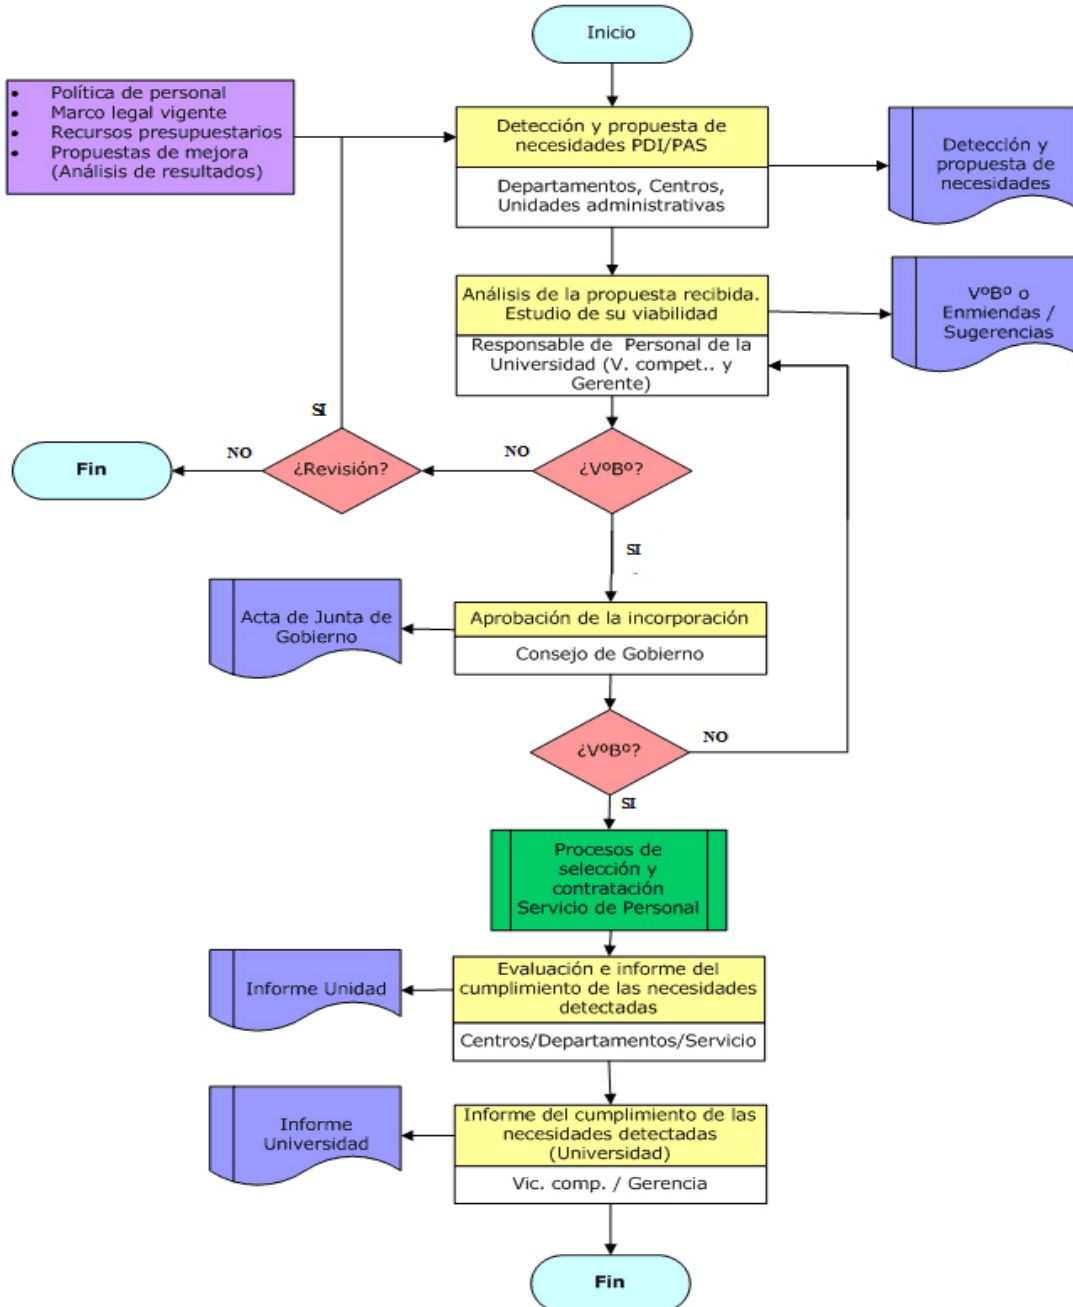 Inicio
• Política de personal
• Marco legal vigente
• Recursos presupuestarios
• Propuestas de mejora
(Análisis de resultados)
Detección y propuesta de
necesidades PDI/PAS
Departamentos, Centros,
Unidades administrativas
Detección y
propuesta de
necesidades
Análisis de la propuesta recibida.
Estudio de su viabilidad
Responsable de Personal de la
Universidad (V. compet.. y
Gerente)
VºBº o
Enmiendas /
Sugerencias
SI
Fin
NO
¿Revisión?
NO
¿VºBº?
SI
Acta de Junta de
Gobierno
Aprobación de la incorporación
Consejo de Gobierno
¿VºBº?
NO
SI
Procesos de
selección y
contratación
Servicio de Personal
Informe Unidad
Evaluación e informe del
cumplimiento de las necesidades
detectadas
Centros/Departamentos/Servicio
Informe
Universidad
Informe del cumplimiento de las
necesidades detectadas
(Universidad)
Vic. comp. / Gerencia
Fin